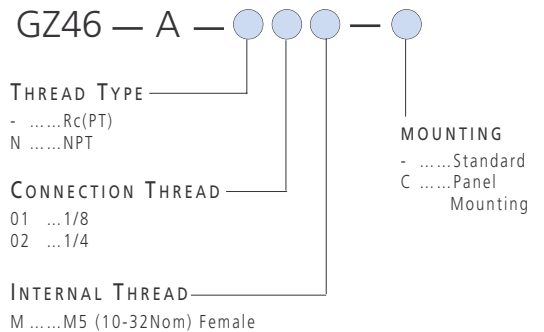 GZ46 — A — —
THREAD TYPE
- ......Rc(PT)
N ......NPT
CONNECTION THREAD
01 ...1/8
02 ...1/4
INTERNAL THREAD
M ......M5 (10-32Nom) Female
MOUNTING
- ......Standard
C ......Panel
Mounting